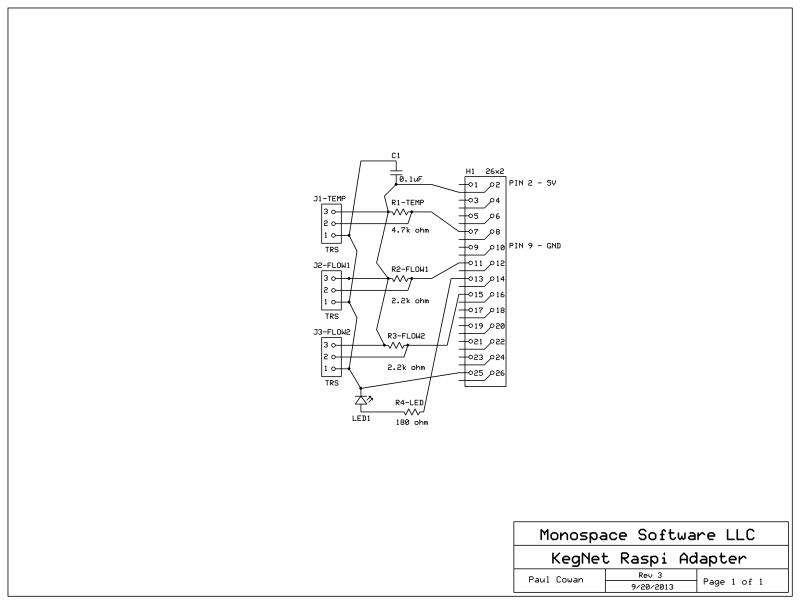 C1
0.1uF
H1 26x2
1 2 PIN 2 - 5V
3 4
5 6
7 8
9 10 PIN 9 - GND
11 12
13 14
15 16
17 18
19 20
21 22
23 24
25 26
J1-TEMP
3
2
1
TRS
R1-TEMP
4.7k ohm
J2-FLOW1
3
2
1
TRS
R2-FLOW1
2.2k ohm
J3-FLOW2
3
2
1
TRS
R3-FLOW2
2.2k ohm
LED1
R4-LED
180 ohm
Monospace Software LLC
KegNet Raspi Adapter
Paul Cowan
Rev 3
9/20/2013
Page 1 of 1